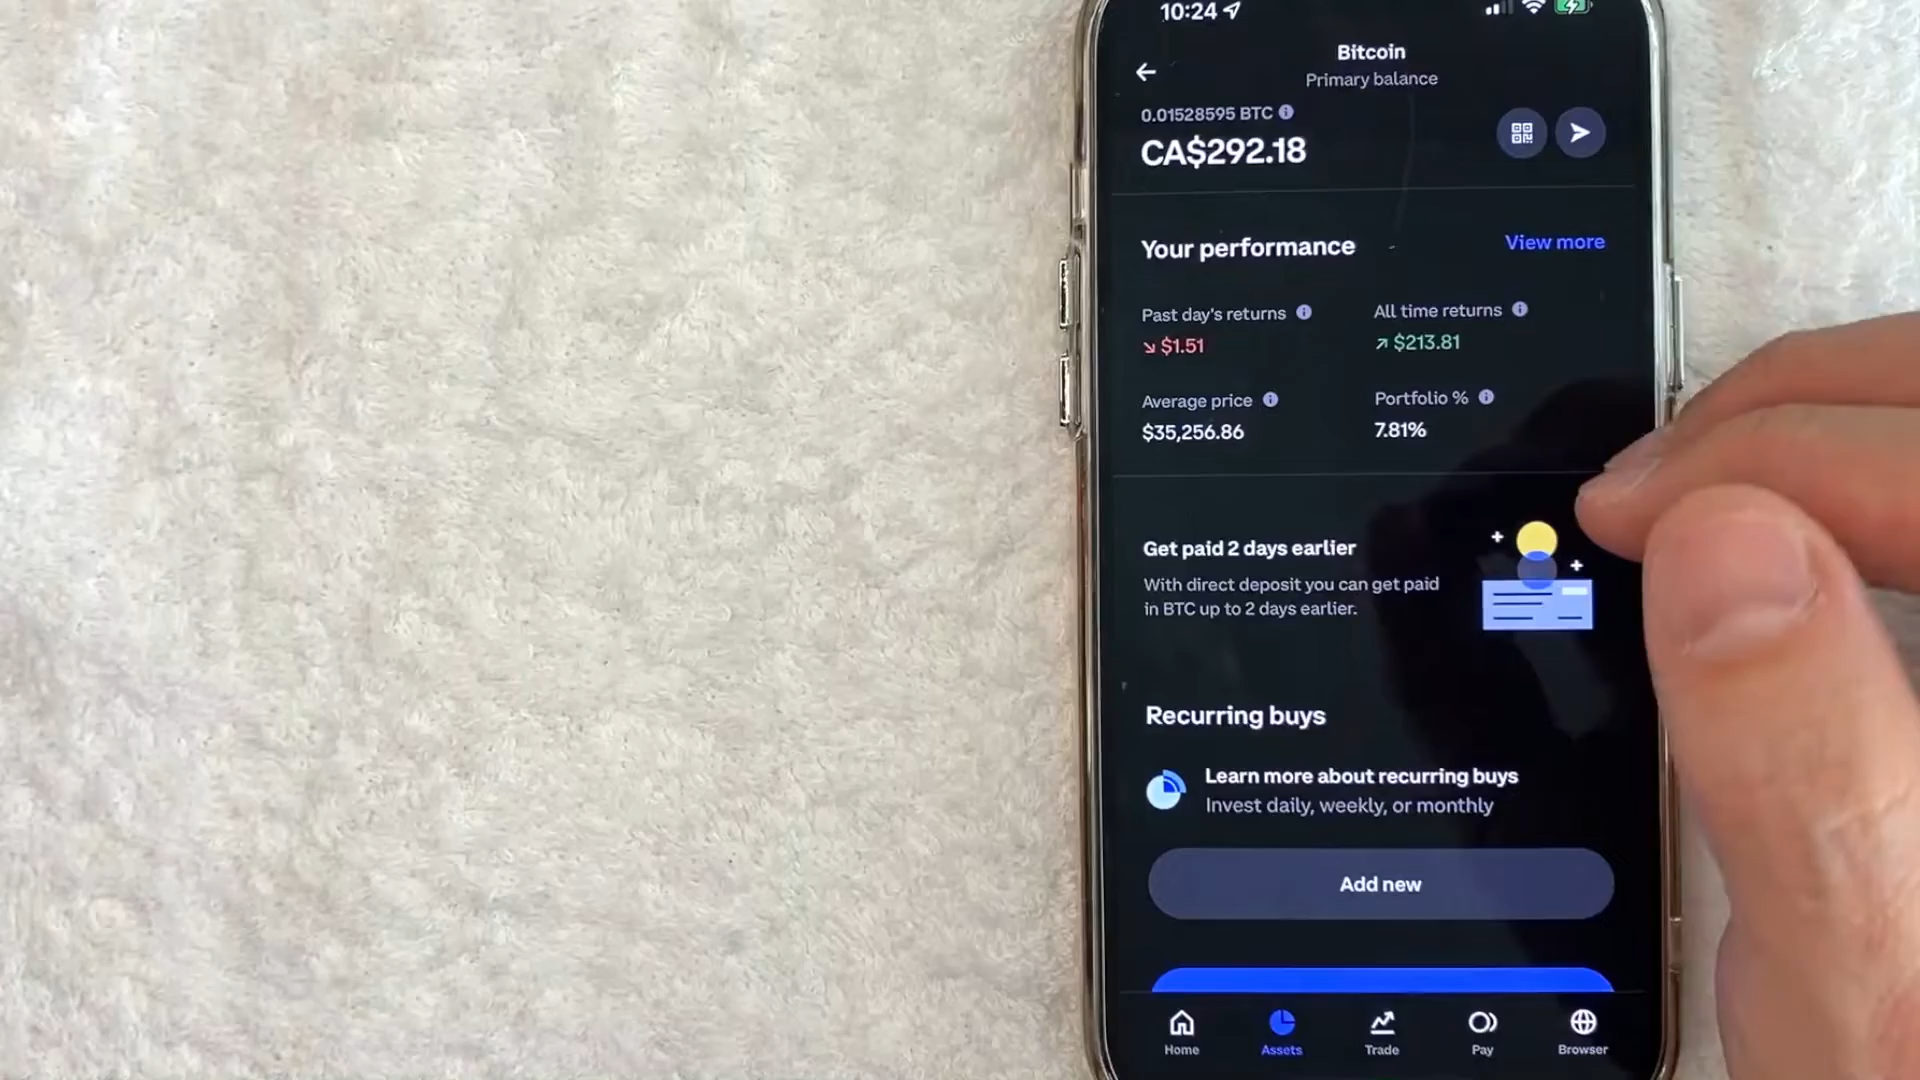 10:24
Bitcoin
Primary balance
0.01528595 BTC
CA$292.18
Your performance
View more
Past day's returns
All time returns
$1.51
$213.81
Average price
Portfolio %
$35,256.86
7.81%
Get paid 2 days earlier
With direct deposit you can get paid
in BTC up to 2 days earlier.
Recurring buys
Learn more about recurring buys
Invest daily, weekly, or monthly
Add new
Home
Assets
Trade
Pay
Browser